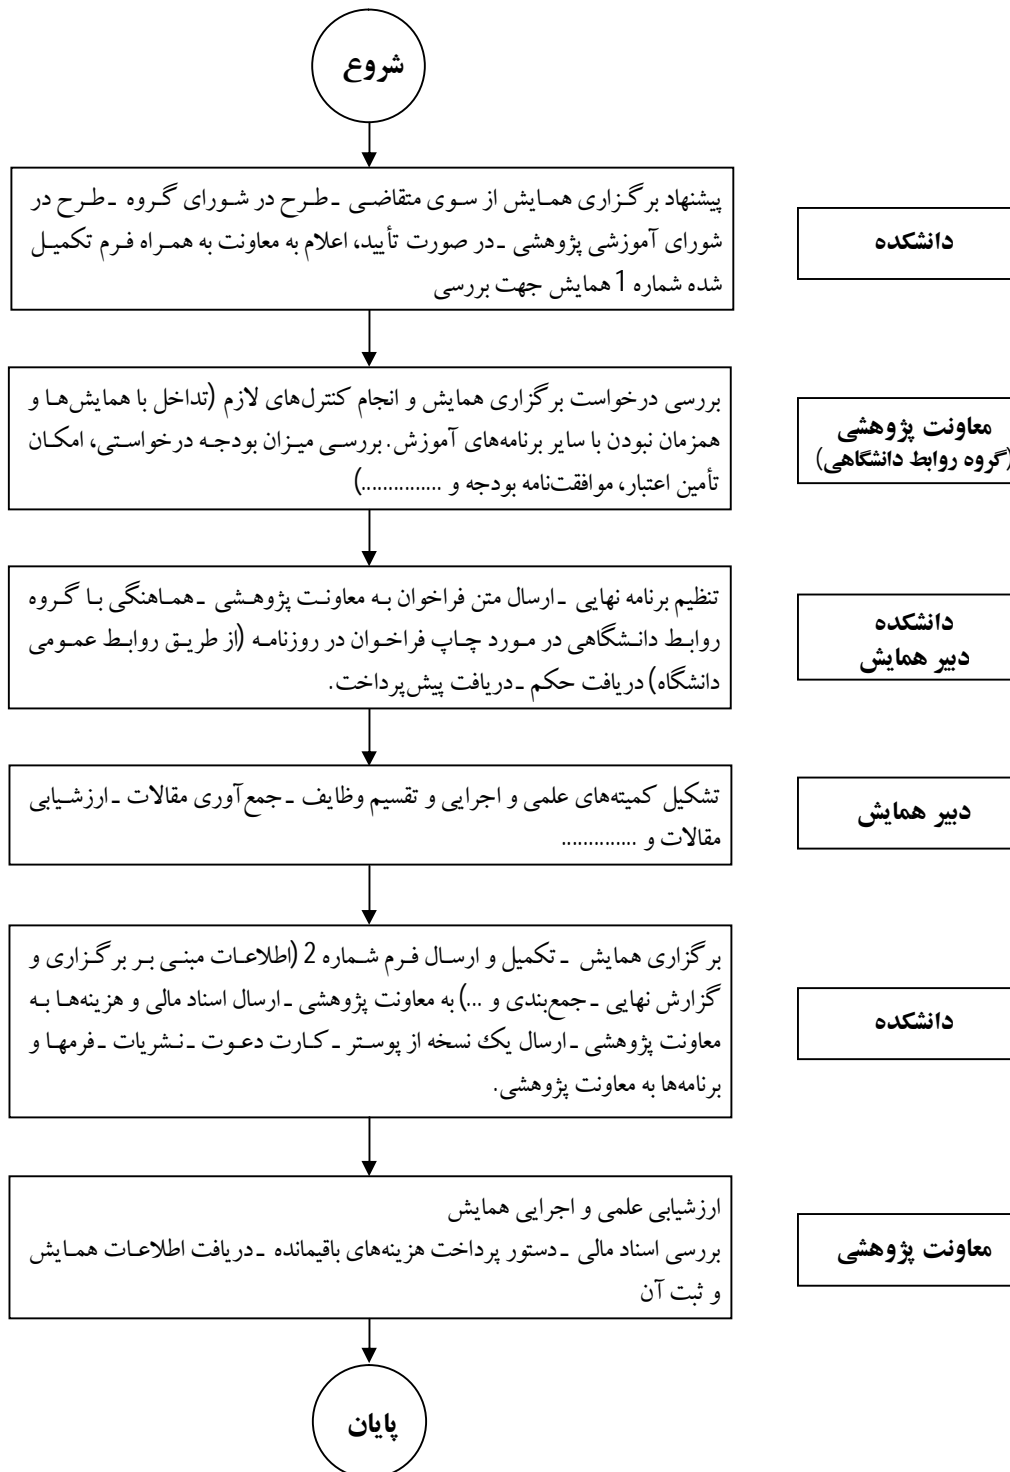 شروع
پیشنهاد برگزاری همایش از سوی متقاضی ـ طرح در شورای گروه ـ طرح در
شورای آموزشی پژوهشی ـ در صورت تأیید، اعلام به معاونت به همراه فرم تکمیل
شده شماره 1 همایش جهت بررسی
دانشکده
بررسی درخواست برگزاری همایش و انجام کنترل‌های لازم (تداخل با همایش‌ها و
همزمان نبودن با سایر برنامه‌های آموزش. بررسی میزان بودجه درخواستی، امکان
تأمین اعتبار، موافقت‌نامه بودجه و ...............)
معاونت پژوهشی
(گروه روابط دانشگاهی)
تنظیم برنامه نهایی ـ ارسال متن فراخوان به معاونت پژوهشی ـ هماهنگی با گروه
روابط دانشگاهی در مورد چاپ فراخوان در روزنامه (از طریق روابط عمومی
دانشگاه) دریافت حکم ـ دریافت پیش‌پرداخت.
دانشکده
دبیر همایش
تشکیل کمیته‌های علمی و اجرایی و تقسیم وظایف ـ جمع‌آوری مقالات ـ ارزشیابی
مقالات و ..............
دبیر همایش
برگزاری همایش ـ تکمیل و ارسال فرم شماره 2 (اطلاعات مبنی بر برگزاری و
گزارش نهایی ـ جمع‌بندی و ...) به معاونت پژوهشی ـ ارسال اسناد مالی و هزینه‌ها به
معاونت پژوهشی ـ ارسال یک نسخه از پوستر ـ کارت دعوت ـ نشریات ـ فرمها و
برنامه‌ها به معاونت پژوهشی.
دانشکده
ارزشیابی علمی و اجرایی همایش
بررسی اسناد مالی ـ دستور پرداخت هزینه‌های باقیمانده ـ دریافت اطلاعات همایش
و ثبت آن
معاونت پژوهشی
پایان